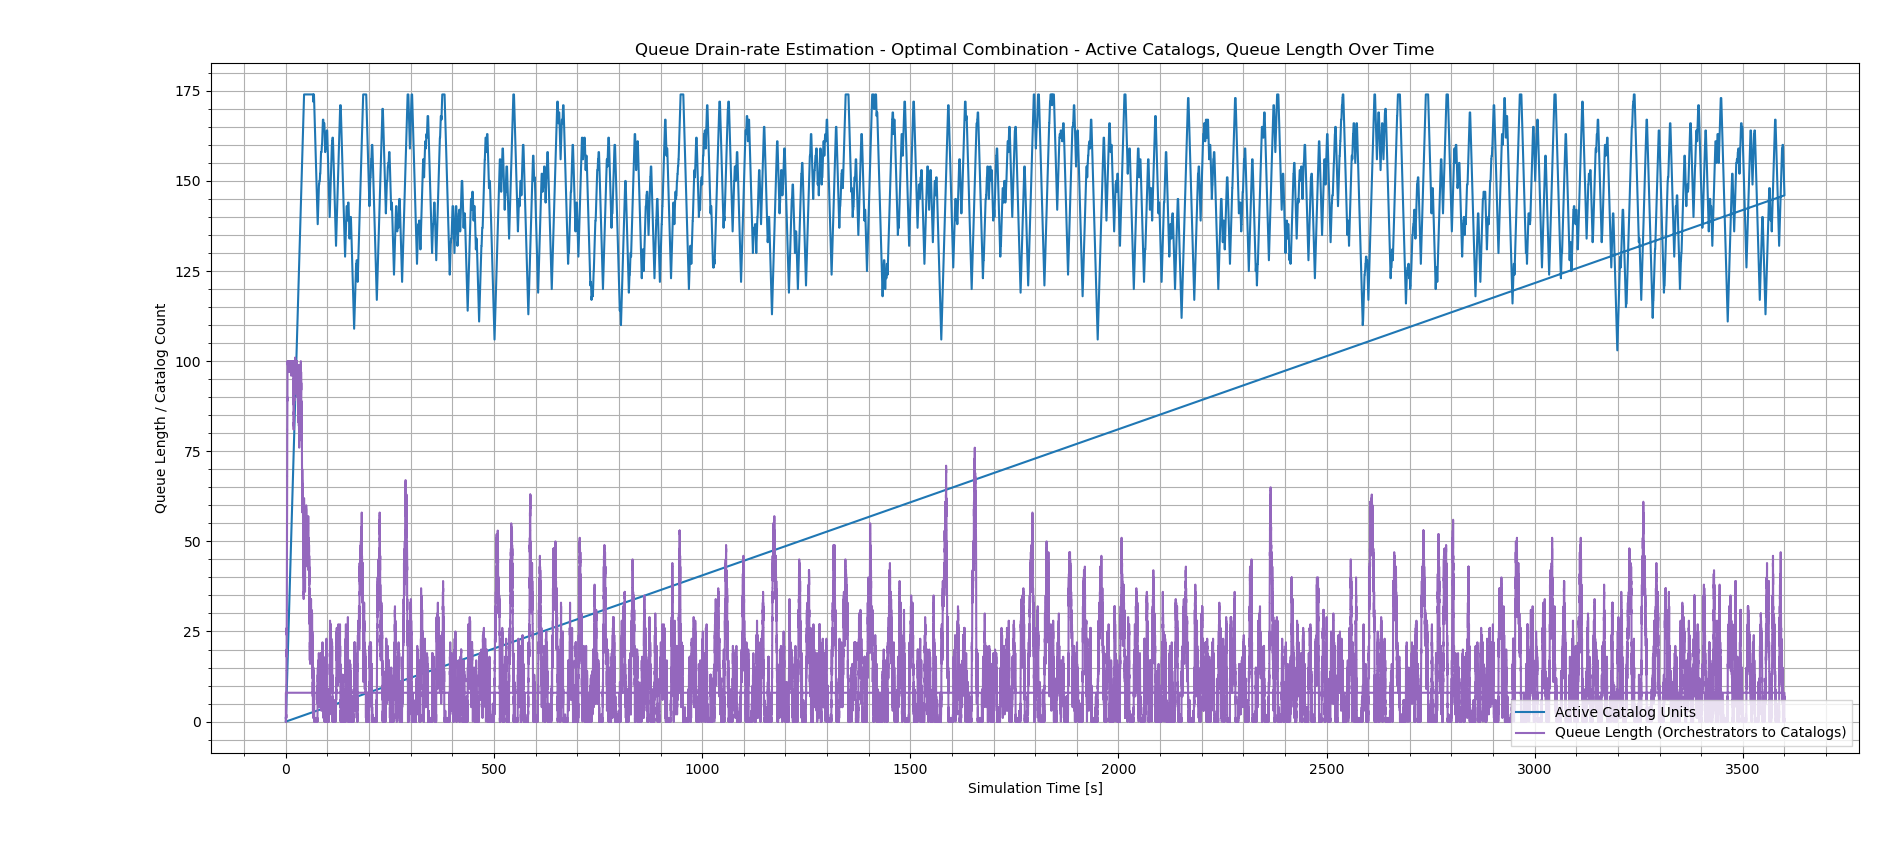 Queue Drain-rate Estimation - Optimal Combination - Active Catalogs, Queue Length Over Time
Queue Length / Catalog Count
175
150
125
100
75
50
25
0
0 500 1000 1500 2000 2500 3000 3500
Simulation Time [s]
Active Catalog Units
Queue Length (Orchestrators to Catalogs)